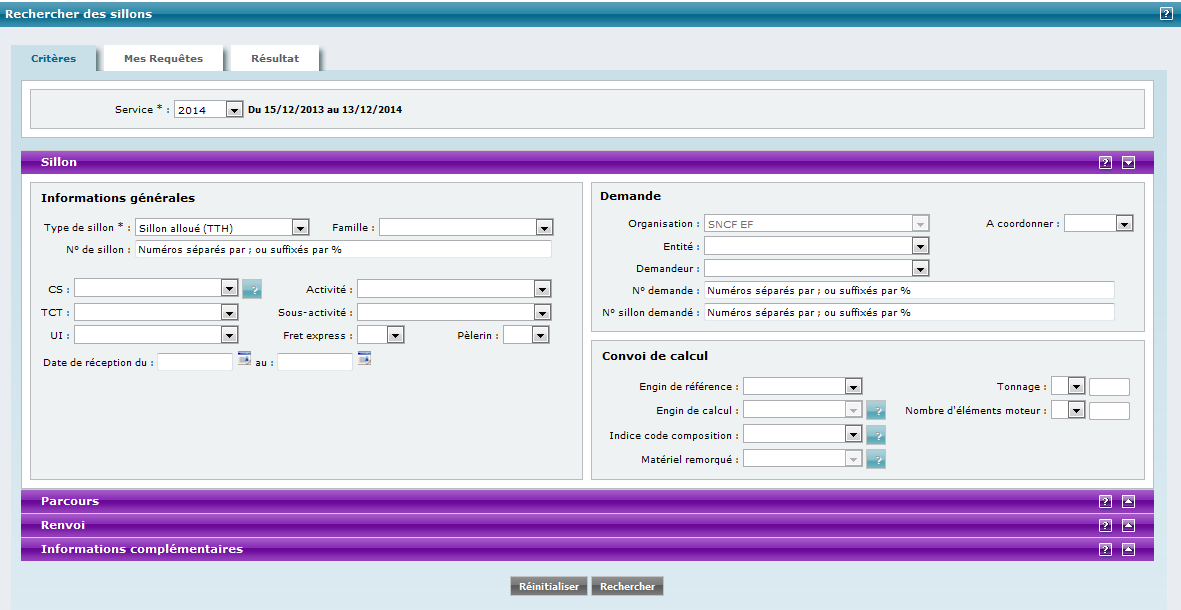 Rechercher des sillons ?
Critères Mes Requêtes Résultat
Service * : 2014 Du 15/12/2013 au 13/12/2014
Sillon ?
Informations générales
Type de sillon * : Sillon alloué (TTH) Famille :
N° de sillon : Numéros séparés par ; ou suffixés par %
CS : ? Activité :
TCT : Sous-activité :
UI : Fret express : Pèlerin :
Date de réception du : au :
Demande
Organisation : SNCF EF A coordonner :
Entité :
Demandeur :
N° demande : Numéros séparés par ; ou suffixés par %
N° sillon demandé : Numéros séparés par ; ou suffixés par %
Convoi de calcul
Engin de référence : Tonnage :
Engin de calcul : ? Nombre d'éléments moteur :
Indice code composition : ?
Matériel remorqué : ?
Parcours ?
Renvoi ?
Informations complémentaires ?
Réinitialiser Rechercher